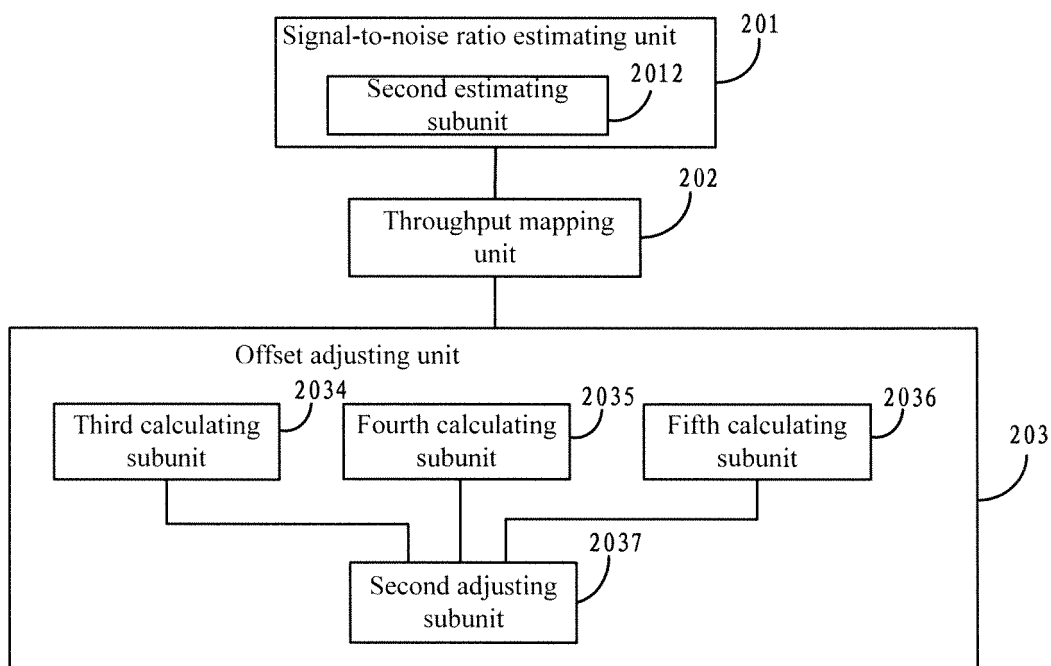 Signal-to-noise ratio estimating unit
201
Second estimating
subunit
2012
Throughput mapping
unit
202
Offset adjusting unit
203
Third calculating
subunit
2034
Fourth calculating
subunit
2035
Fifth calculating
subunit
2036
Second adjusting
subunit
2037